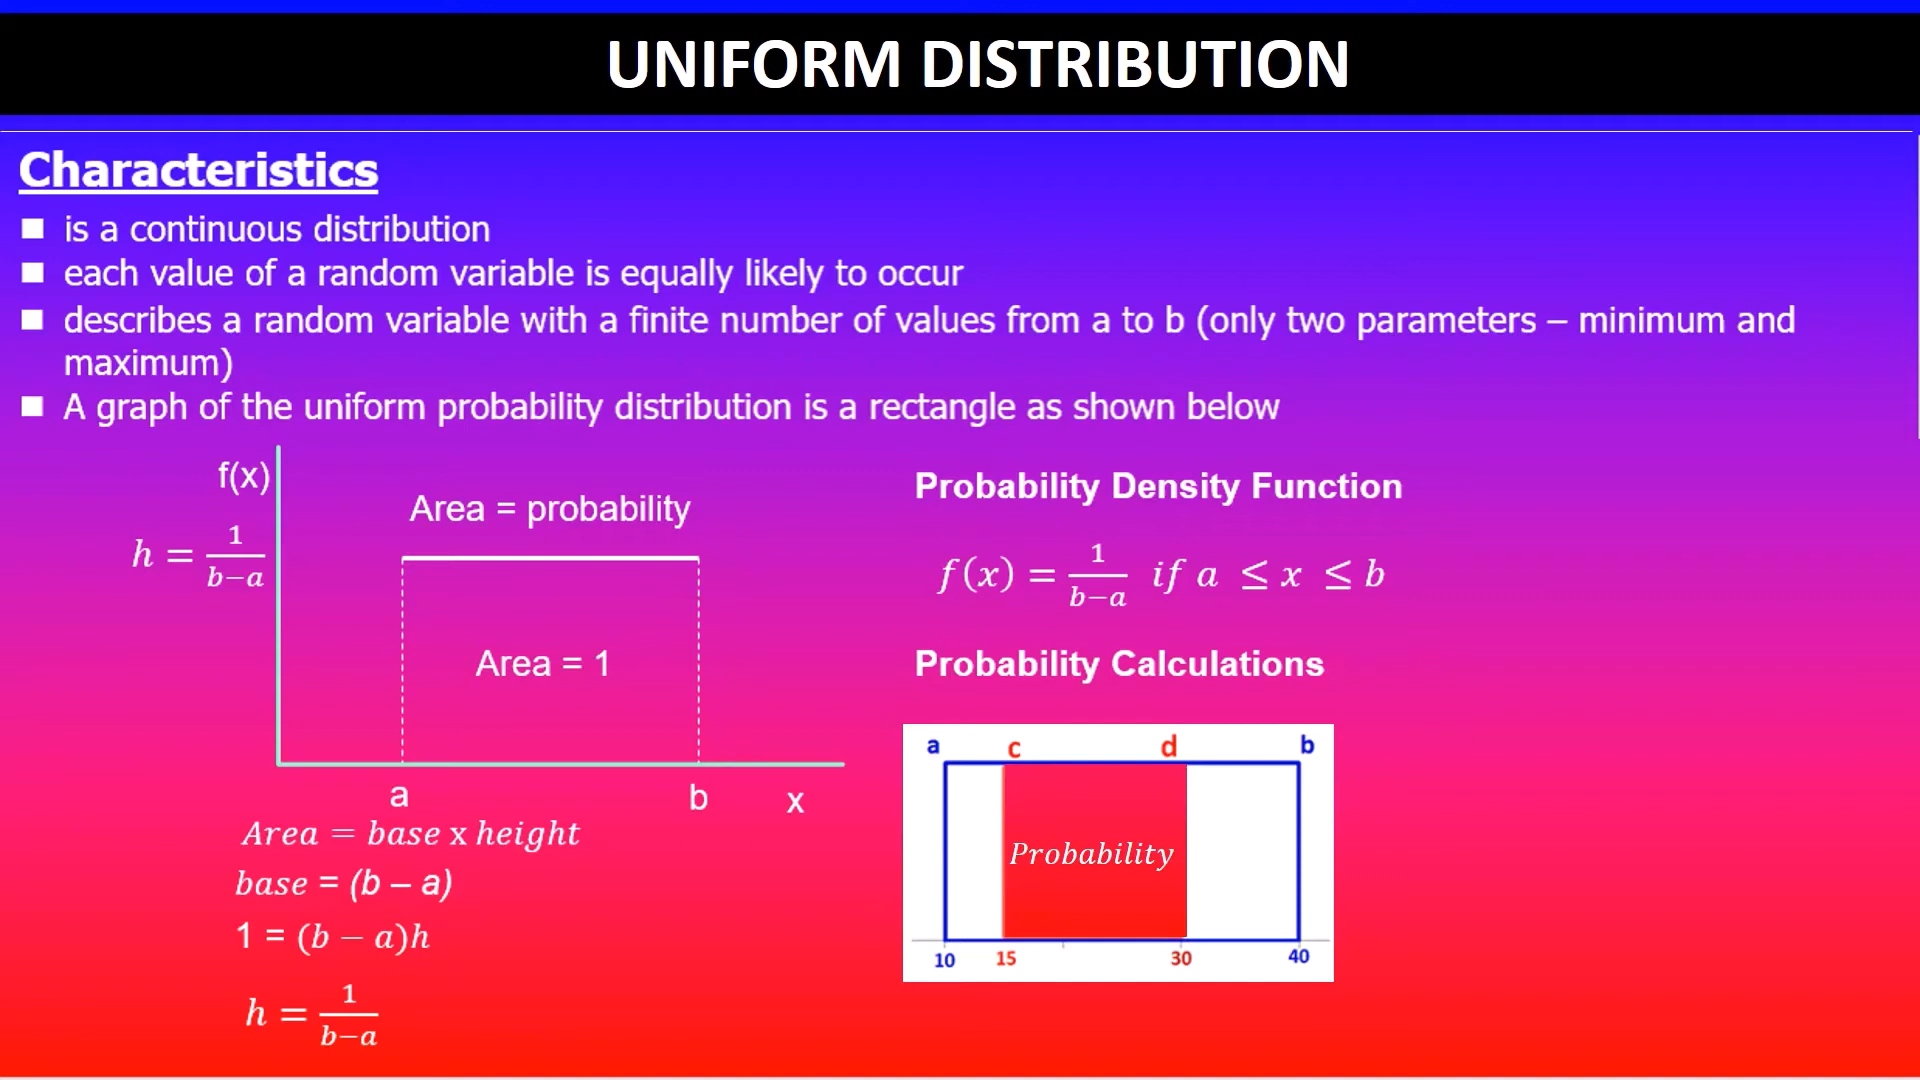 UNIFORM DISTRIBUTION
Characteristics
is a continuous distribution
each value of a random variable is equally likely to occur
describes a random variable with a finite number of values from a to b (only two parameters – minimum and
maximum)
A graph of the uniform probability distribution is a rectangle as shown below
f(x)
Area = probability
h = 1/(b−a)
Area = 1
a b x
Area = base x height
base = (b – a)
1 = (b − a)h
h = 1/(b−a)
Probability Density Function
f(x) = 1/(b−a) if a ≤ x ≤ b
Probability Calculations
a c d b
Probability
10 15 30 40